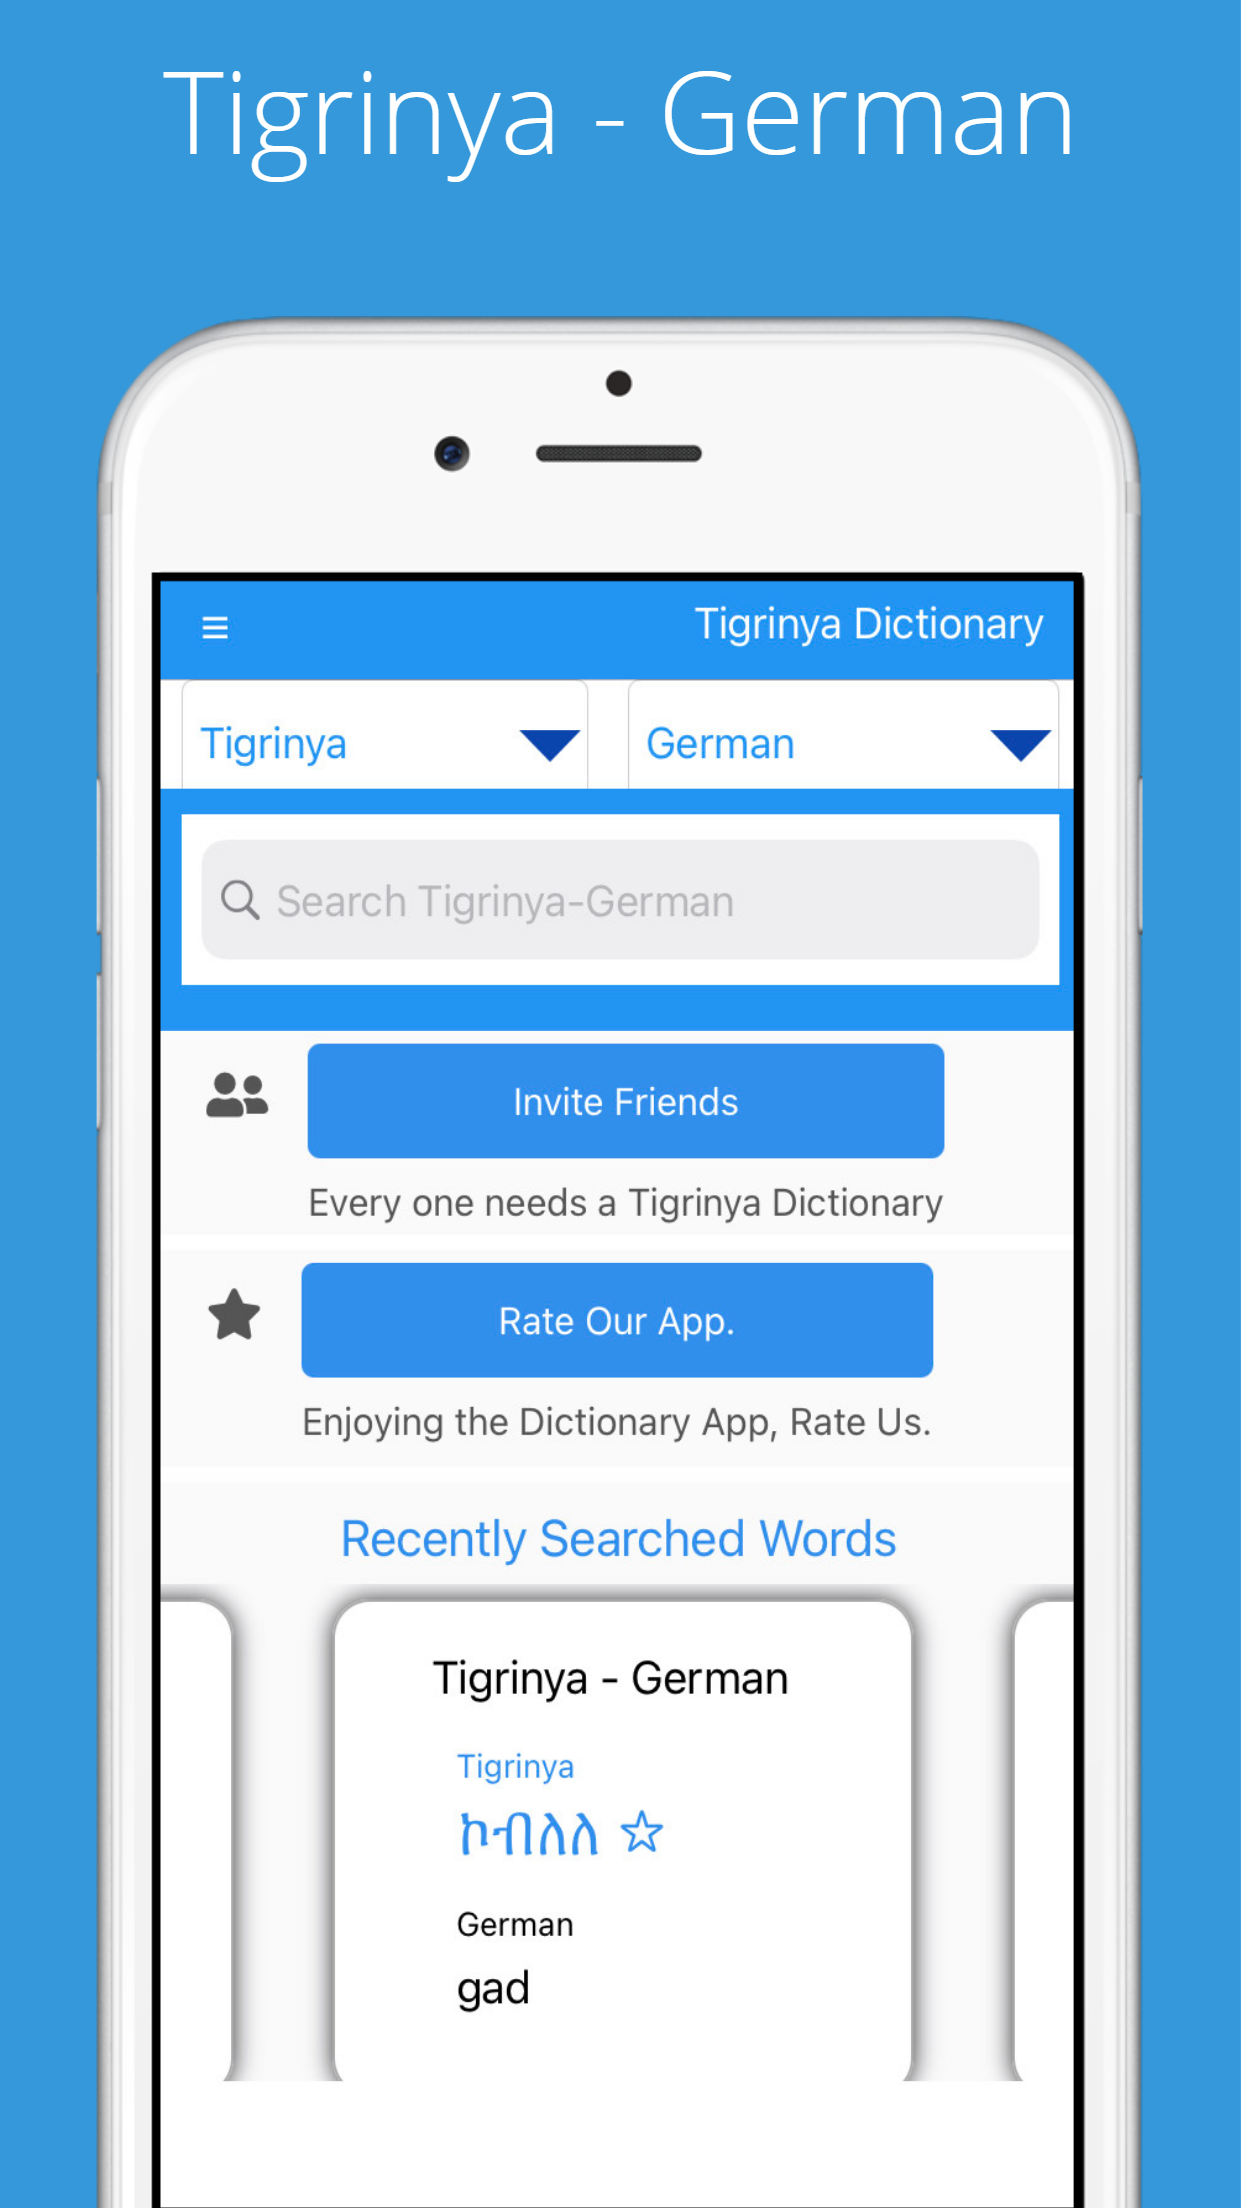 Tigrinya - German
Tigrinya Dictionary
Tigrinya
German
Search Tigrinya-German
Invite Friends
Every one needs a Tigrinya Dictionary
Rate Our App.
Enjoying the Dictionary App, Rate Us.
Recently Searched Words
Tigrinya - German
Tigrinya
ኮብለለ
German
gad